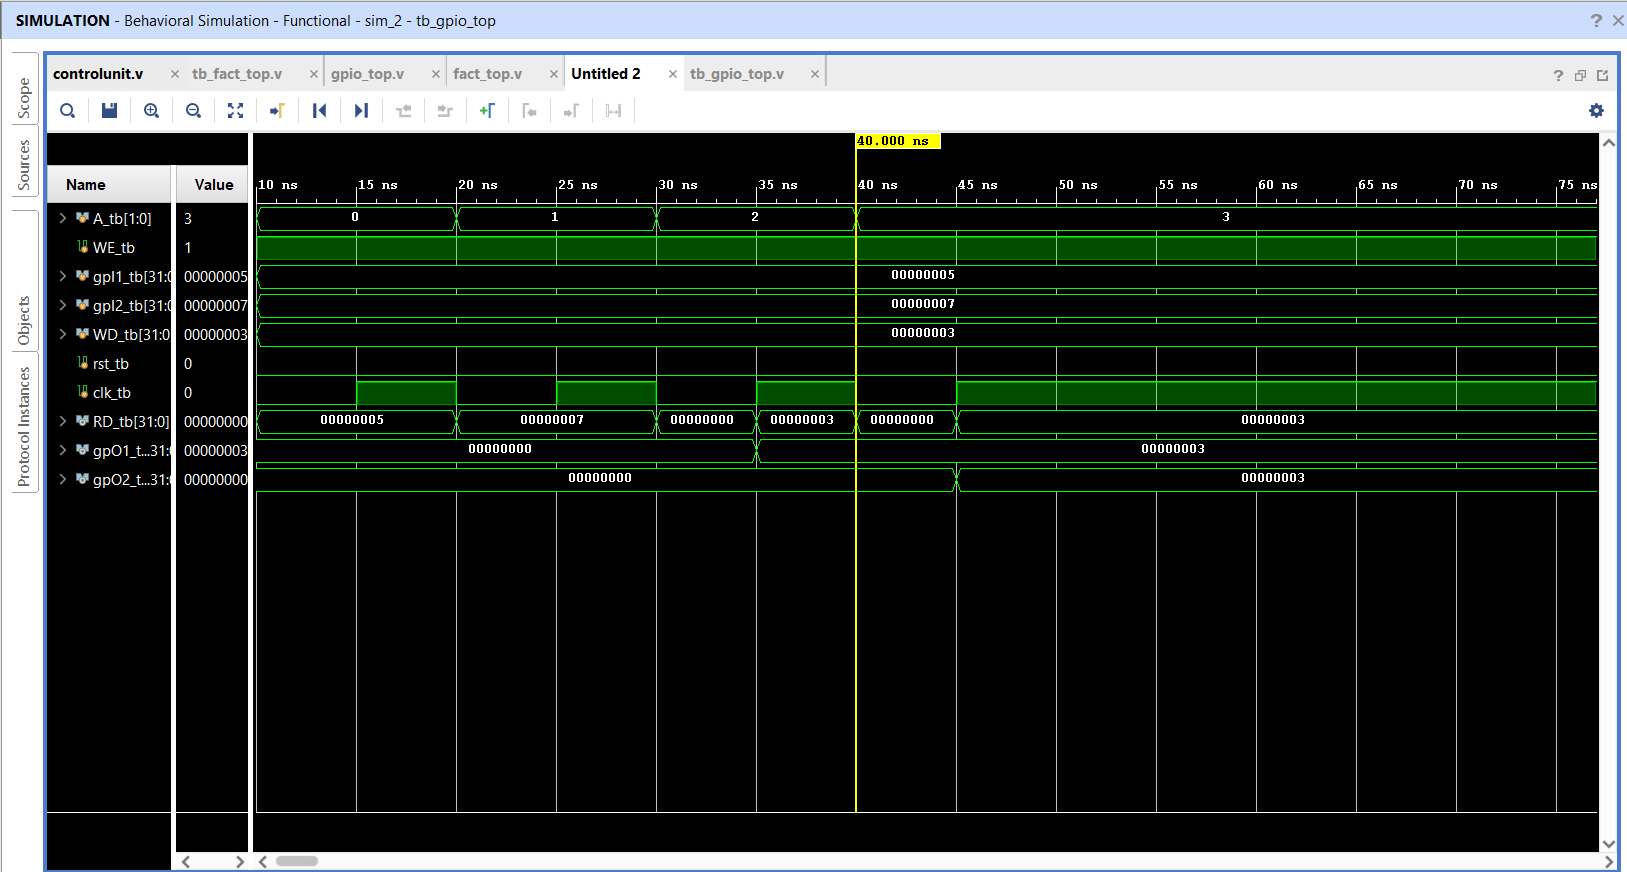 SIMULATION - Behavioral Simulation - Functional - sim_2 - tb_gpio_top
? ×
Scope
Sources
Objects
Protocol Instances
controlunit.v × tb_fact_top.v × gpio_top.v × fact_top.v × Untitled 2 × tb_gpio_top.v ×
?
40.000 ns
Name Value
10 ns 15 ns 20 ns 25 ns 30 ns 35 ns 40 ns 45 ns 50 ns 55 ns 60 ns 65 ns 70 ns 75 ns
A_tb[1:0] 3 0 1 2 3
WE_tb 1
gpI1_tb[31:0 00000005 00000005
gpI2_tb[31:0 00000007 00000007
WD_tb[31:0 00000003 00000003
rst_tb 0
clk_tb 0
RD_tb[31:0] 00000000 00000005 00000007 00000000 00000003 00000000 00000003
gpO1_t...31:0 00000003 00000000 00000003
gpO2_t...31:0 00000000 00000000 00000003